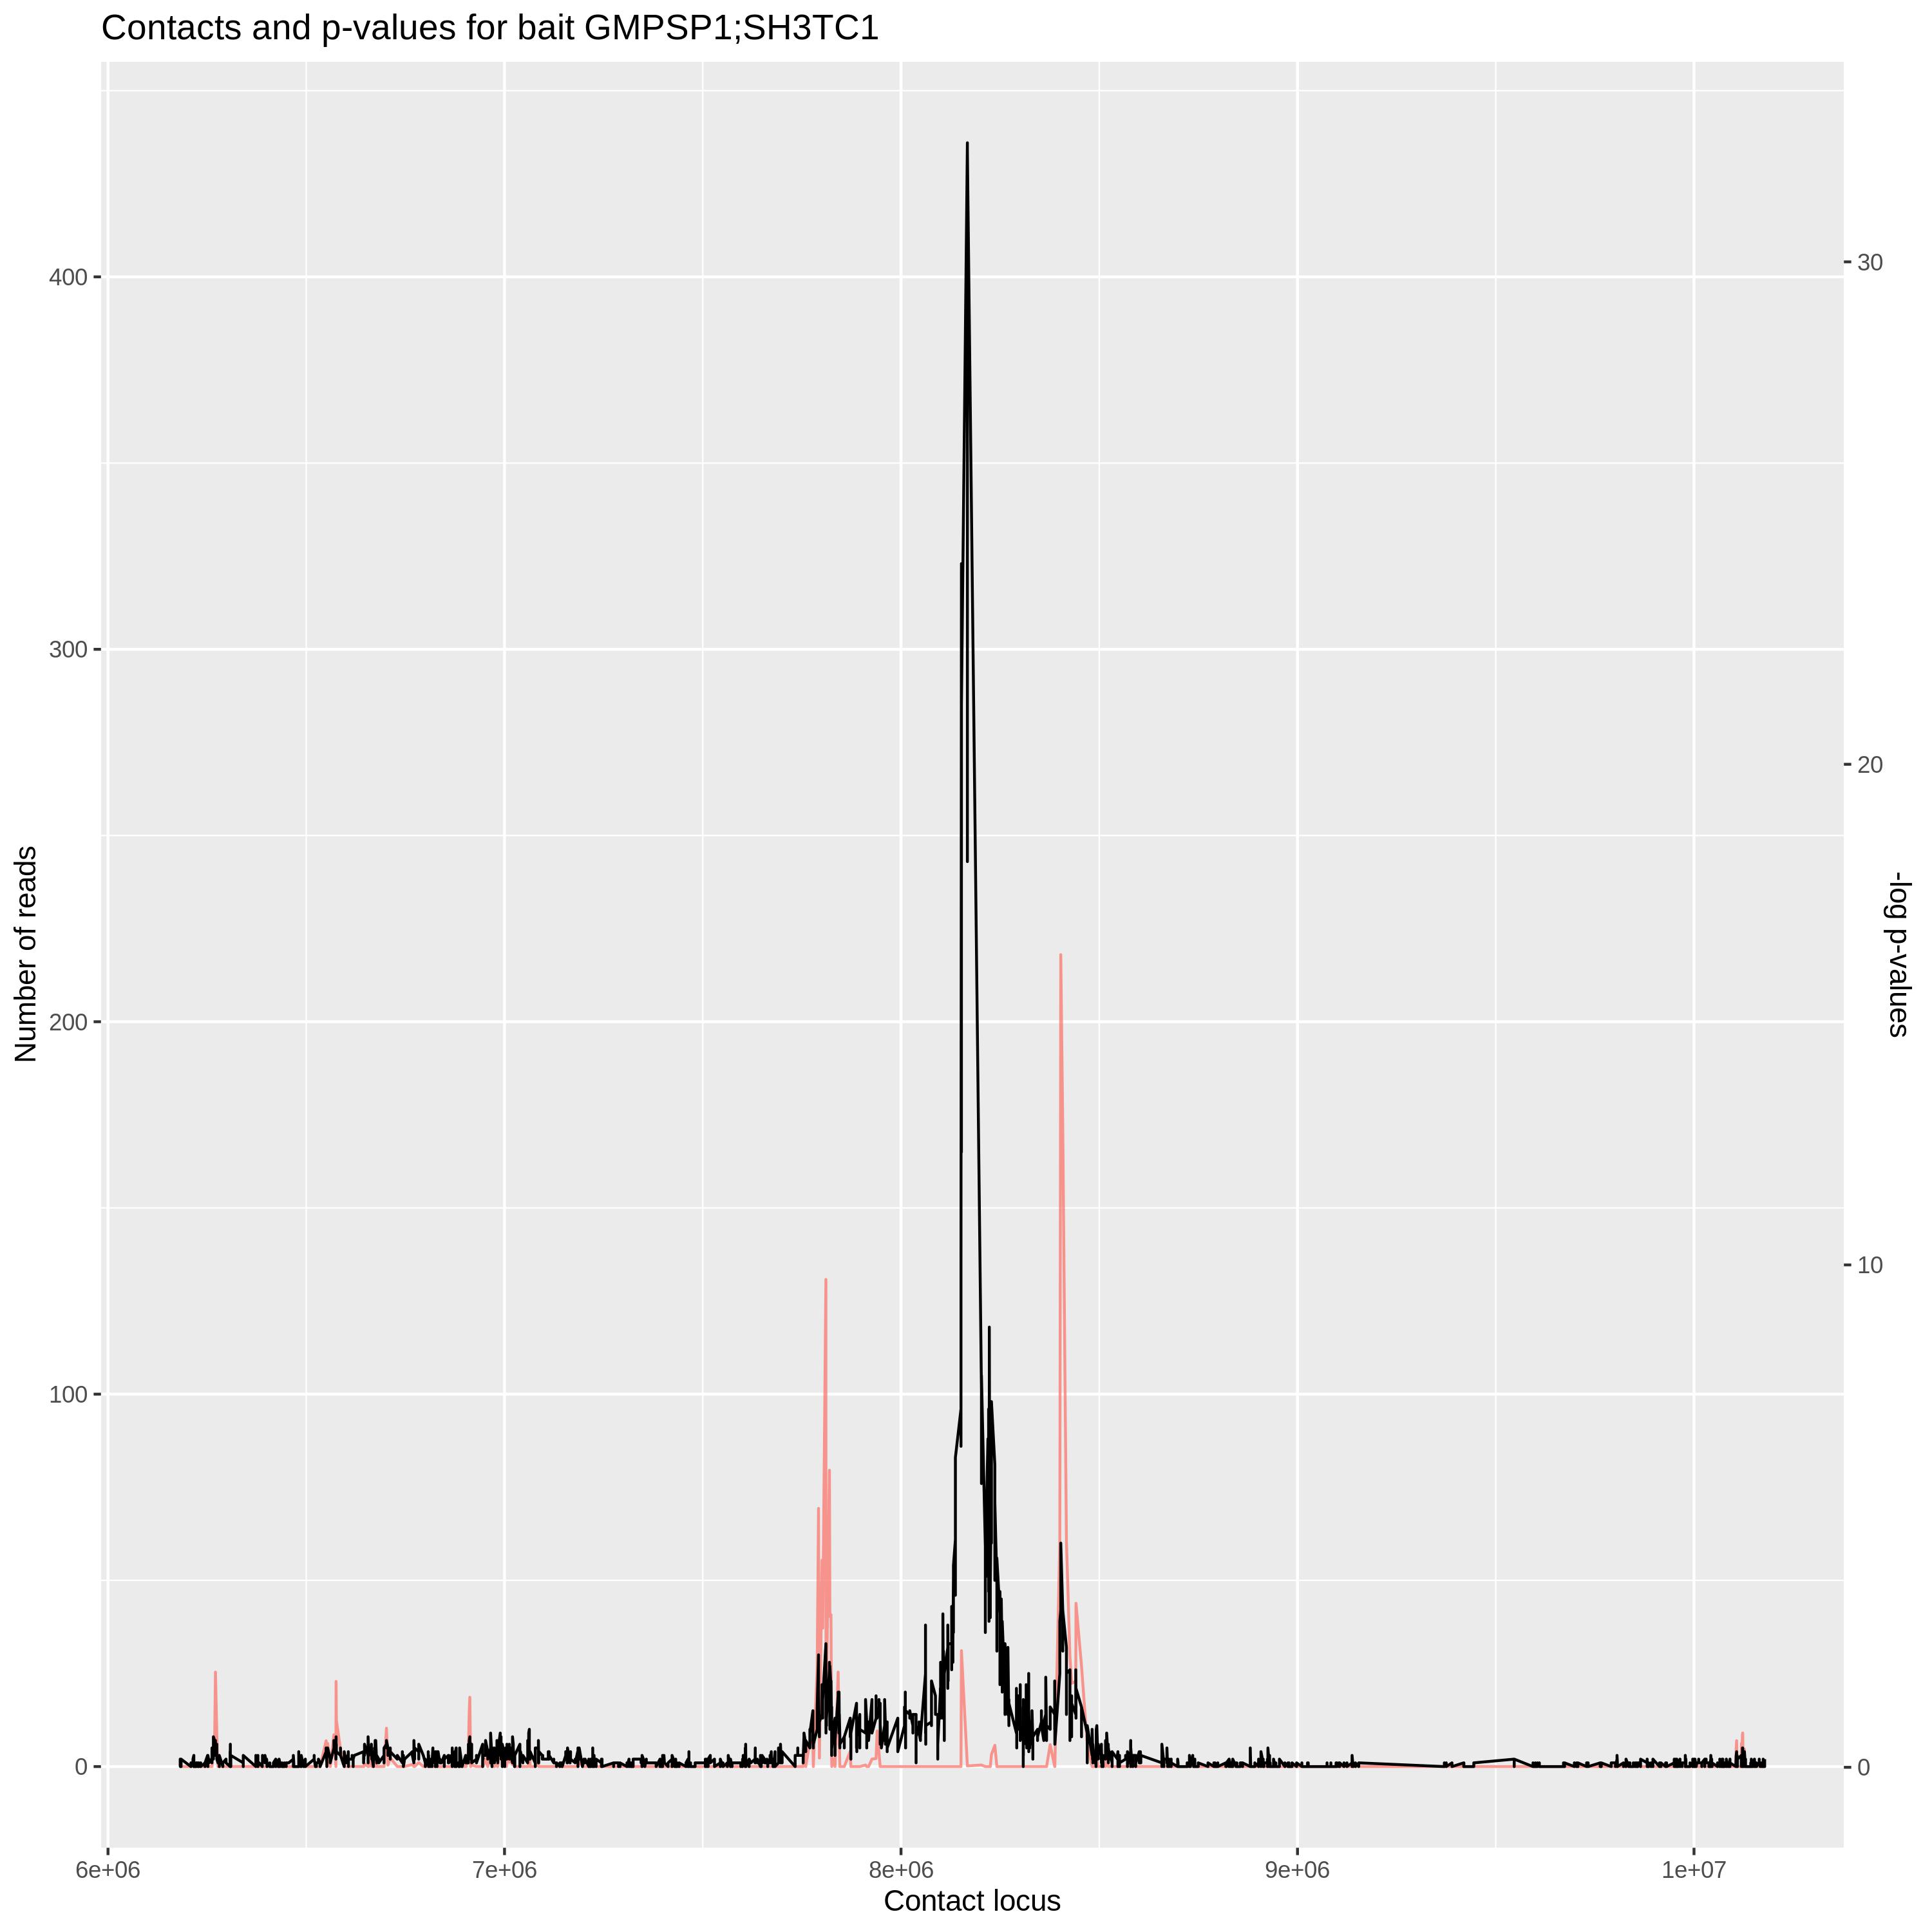 Contacts and p-values for bait GMPSP1;SH3TC1
400
300
200
100
0
30
20
10
0
Number of reads
-log p-values
6e+06
7e+06
8e+06
9e+06
1e+07
Contact locus